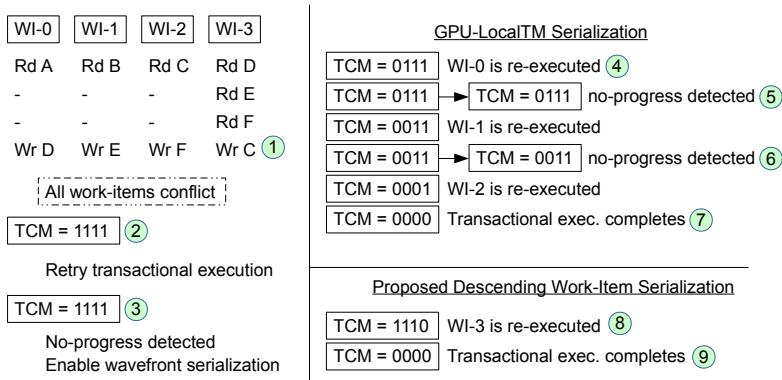 WI-0 WI-1 WI-2 WI-3
Rd A Rd B Rd C Rd D
- - - Rd E
- - - Rd F
Wr D Wr E Wr F Wr C 1
All work-items conflict
TCM = 1111 2
Retry transactional execution
TCM = 1111 3
No-progress detected
Enable wavefront serialization
GPU-LocalTM Serialization
TCM = 0111 WI-0 is re-executed 4
TCM = 0111 TCM = 0111 no-progress detected 5
TCM = 0011 WI-1 is re-executed
TCM = 0011 TCM = 0011 no-progress detected 6
TCM = 0001 WI-2 is re-executed
TCM = 0000 Transactional exec. completes 7
Proposed Descending Work-Item Serialization
TCM = 1110 WI-3 is re-executed 8
TCM = 0000 Transactional exec. completes 9